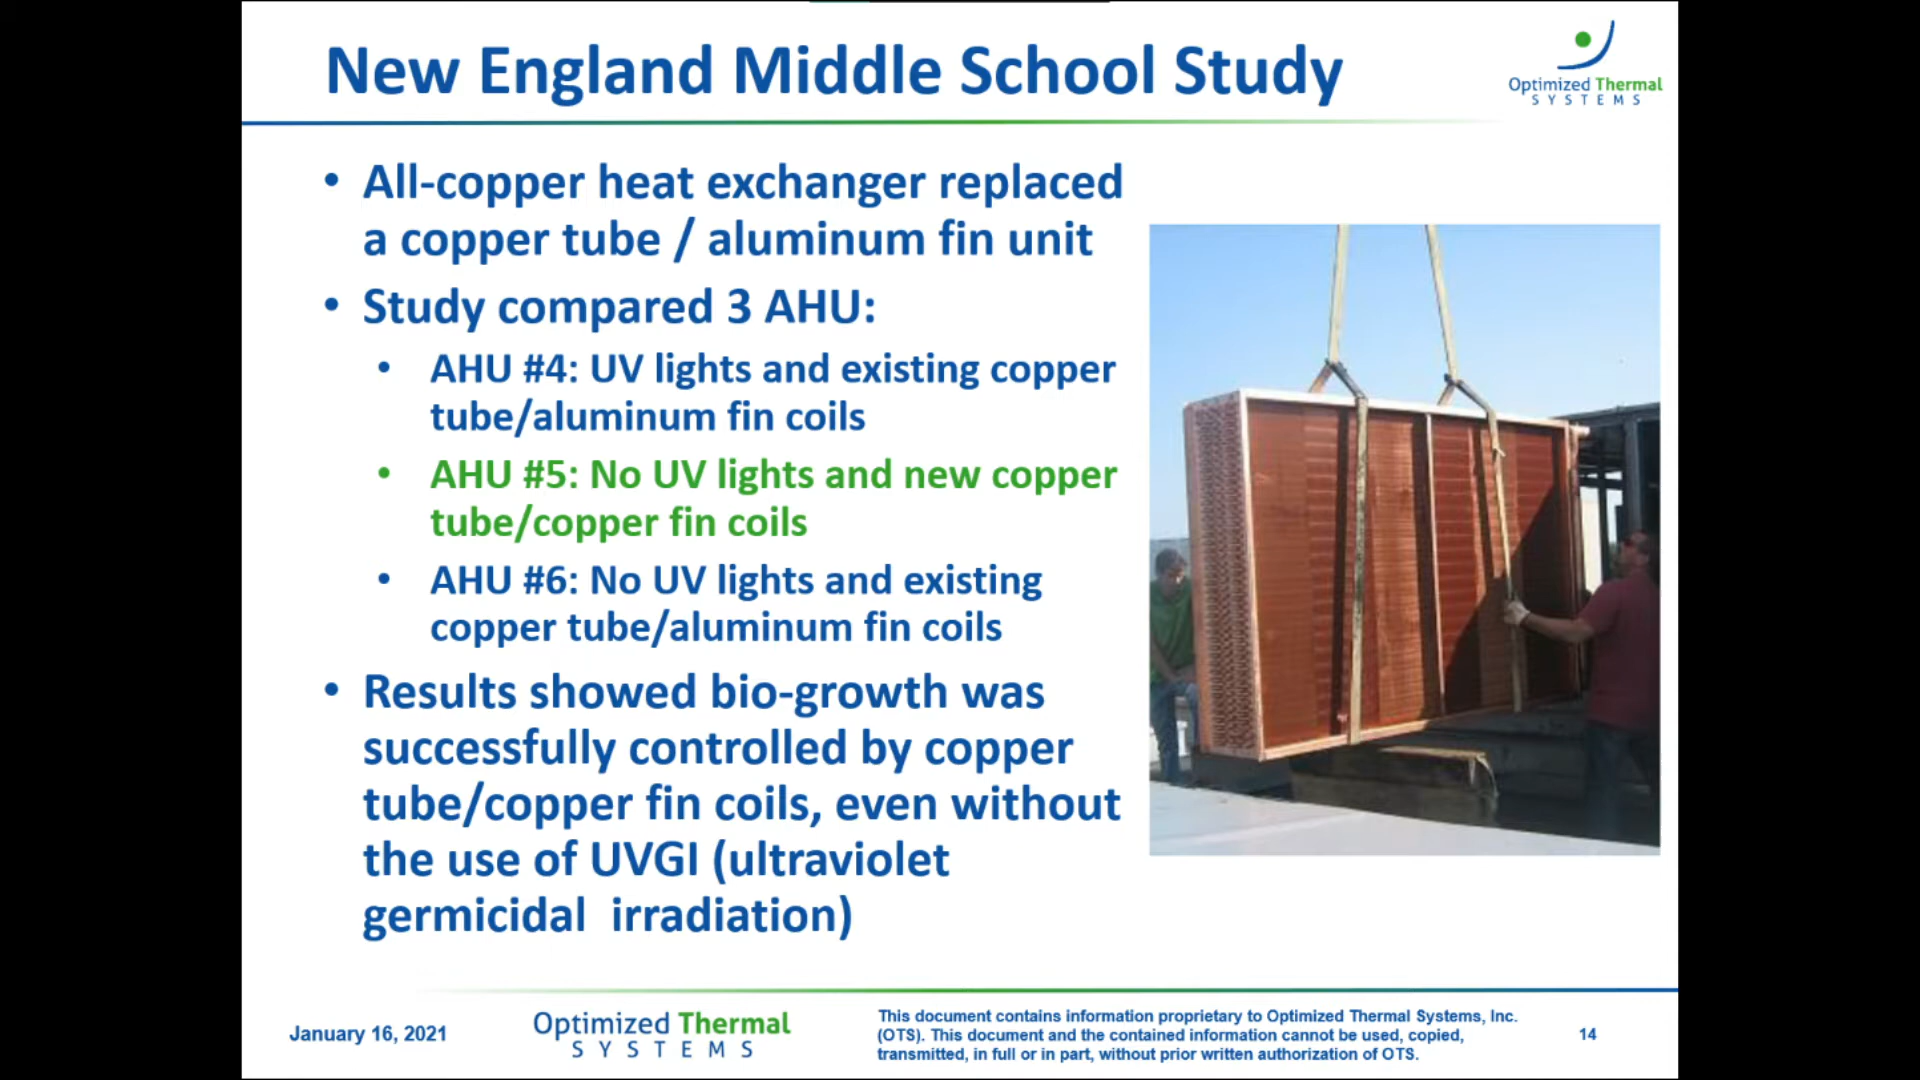 New England Middle School Study
Optimized Thermal
SYSTEMS
• All-copper heat exchanger replaced
a copper tube / aluminum fin unit
• Study compared 3 AHU:
• AHU #4: UV lights and existing copper
tube/aluminum fin coils
• AHU #5: No UV lights and new copper
tube/copper fin coils
• AHU #6: No UV lights and existing
copper tube/aluminum fin coils
• Results showed bio-growth was
successfully controlled by copper
tube/copper fin coils, even without
the use of UVGI (ultraviolet
germicidal  irradiation)
January 16, 2021
Optimized Thermal
SYSTEMS
This document contains information proprietary to Optimized Thermal Systems, Inc.
(OTS). This document and the contained information cannot be used, copied,
transmitted, in full or in part, without prior written authorization of OTS.
14